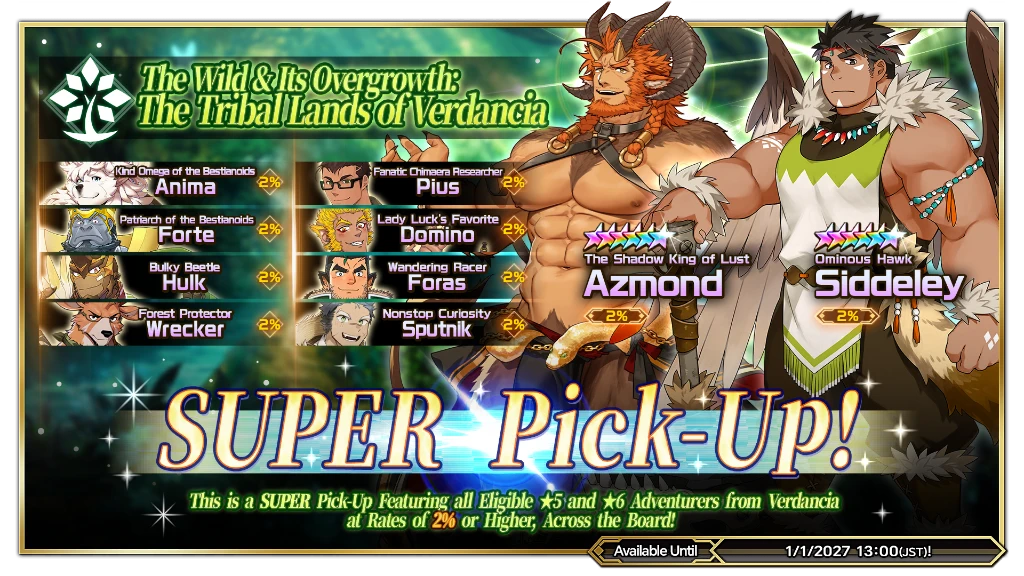 The Wild & Its Overgrowth:
The Tribal Lands of Verdancia
Kind Omega of the Bestianoids
Anima
2%
Patriarch of the Bestianoids
Forte
2%
Bulky Beetle
Hulk
2%
Forest Protector
Wrecker
2%
Fanatic Chimaera Researcher
Pius
2%
Lady Luck's Favorite
Domino
2%
Wandering Racer
Foras
2%
Nonstop Curiosity
Sputnik
2%
The Shadow King of Lust
Azmond
2%
Ominous Hawk
Siddeley
2%
SUPER Pick-Up!
This is a SUPER Pick-Up Featuring all Eligible ★5 and ★6 Adventurers from Verdancia
at Rates of 2% or Higher, Across the Board!
Available Until 1/1/2027 13:00(JST)!